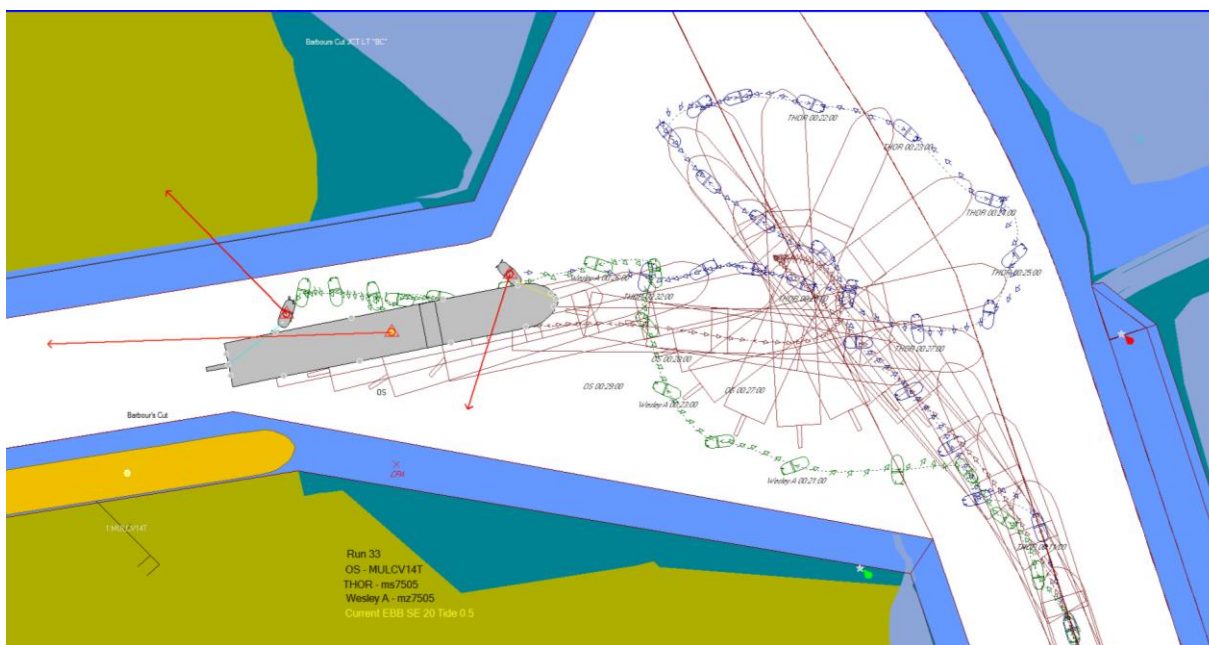 Barbours Cut JCT LT "BC"
THOR 00:22:00
THOR 00:23:00
THOR 00:24:00
THOR 00:25:00
THOR 00:27:00
OS 00:28:00
OS 00:29:00
OS 00:27:00
OS
Wesley A 00:23:00
Barbour's Cut
CPA
Wesley A 00:21:00
Run 33
OS - MULCV14T
THOR - ms7505
Wesley A - mz7505
Current EBB SE 20 Tide 0.5